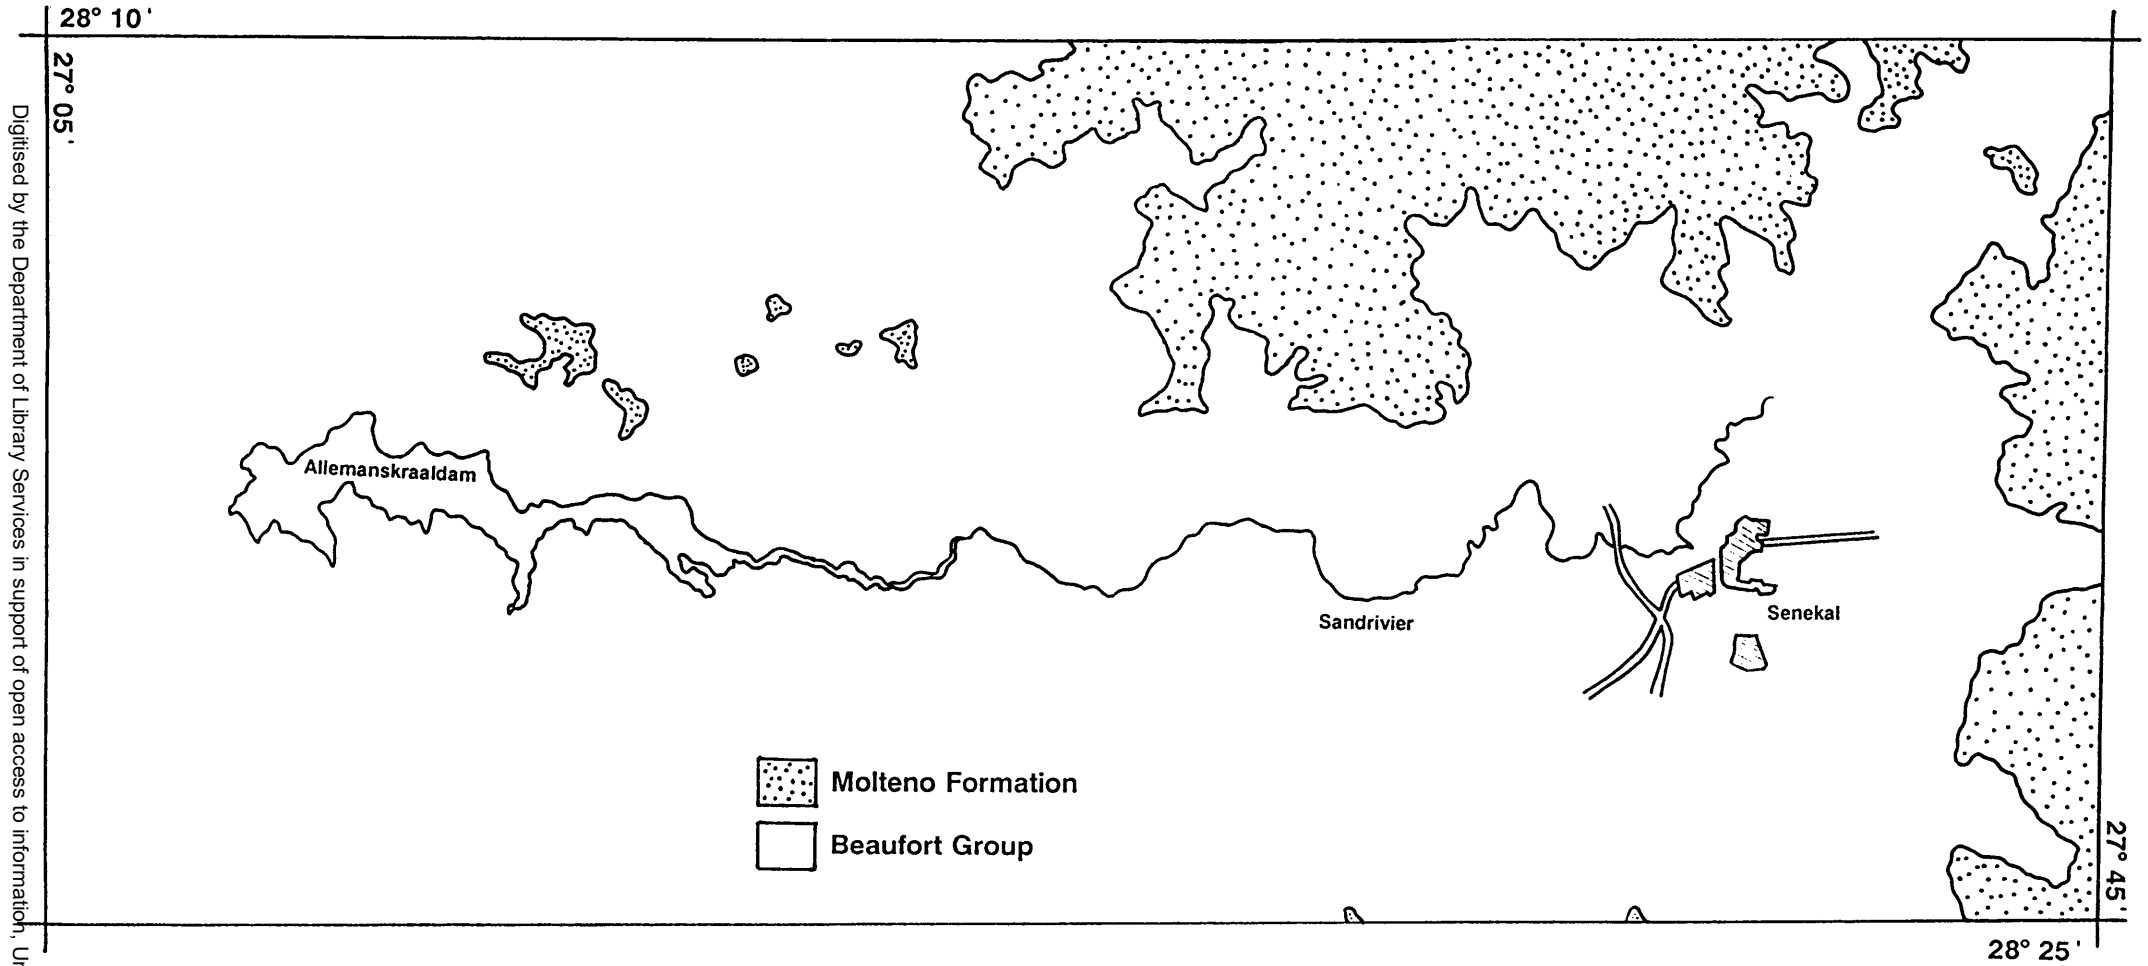 28° 10'
27° 05'
Digitised by the Department of Library Services in support of open access to information, Un
Allemanskraaldam
Sandrivier
Senekal
Molteno Formation
Beaufort Group
27° 45'
28° 25'